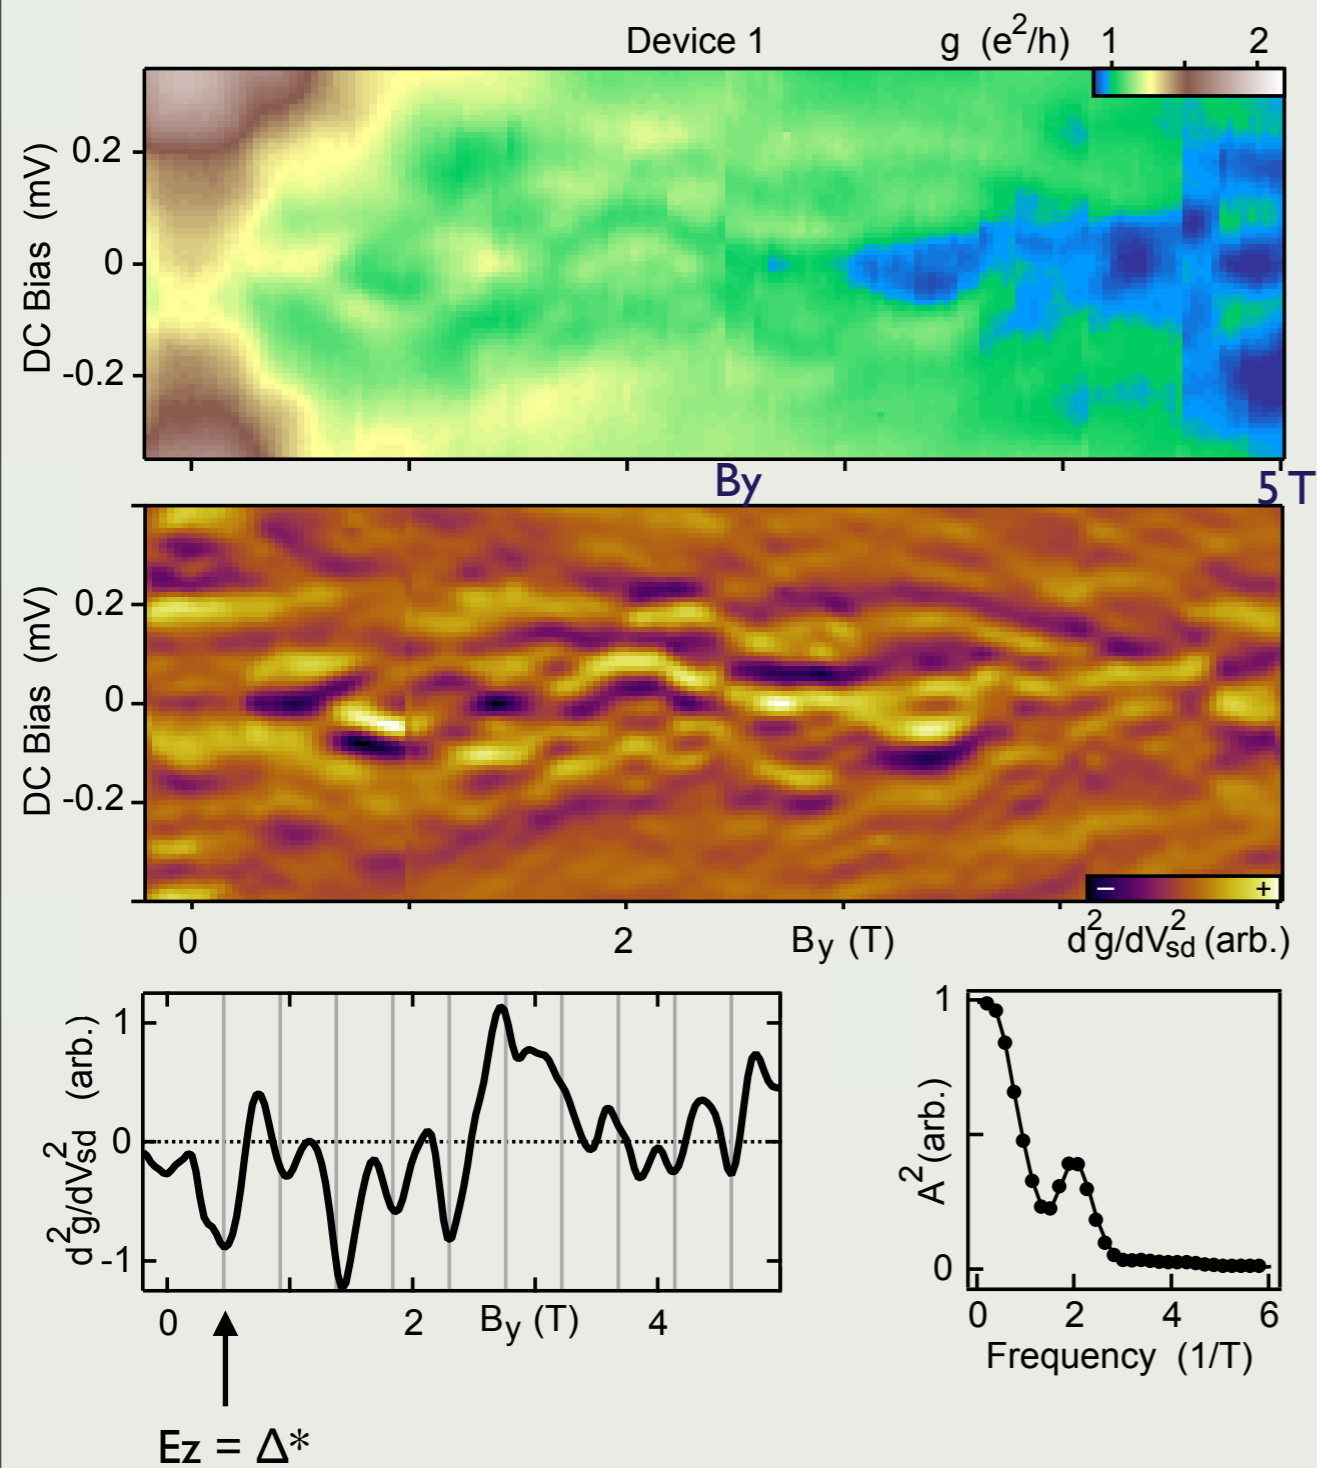 Device 1
g (e²/h) 1 2
DC Bias (mV)
0.2
0
-0.2
By
5 T
DC Bias (mV)
0.2
0
-0.2
– +
0 2 By (T) d²g/dV²sd (arb.)
d²g/dV²sd (arb.)
1
0
-1
0 2 By (T) 4
Ez = Δ*
A² (arb.)
1
0
0 2 4 6
Frequency (1/T)